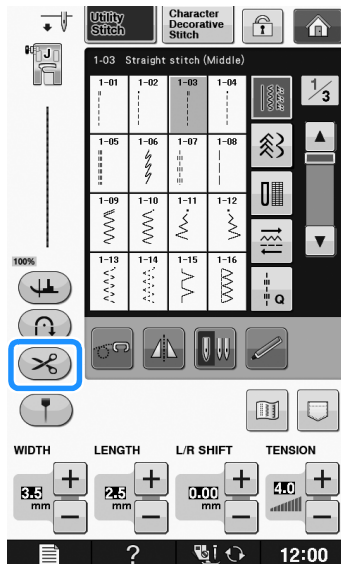 Utility
Stitch
Character
Decorative
Stitch
J
1-03 Straight stitch (Middle)
1-01 1-02 1-03 1-04
1/3
1-05 1-06 1-07 1-08
1-09 1-10 1-11 1-12
1-13 1-14 1-15 1-16
100%
Q
WIDTH LENGTH L/R SHIFT TENSION
3.5 mm + −
2.5 mm + −
0.00 mm + −
4.0 + −
? 12:00